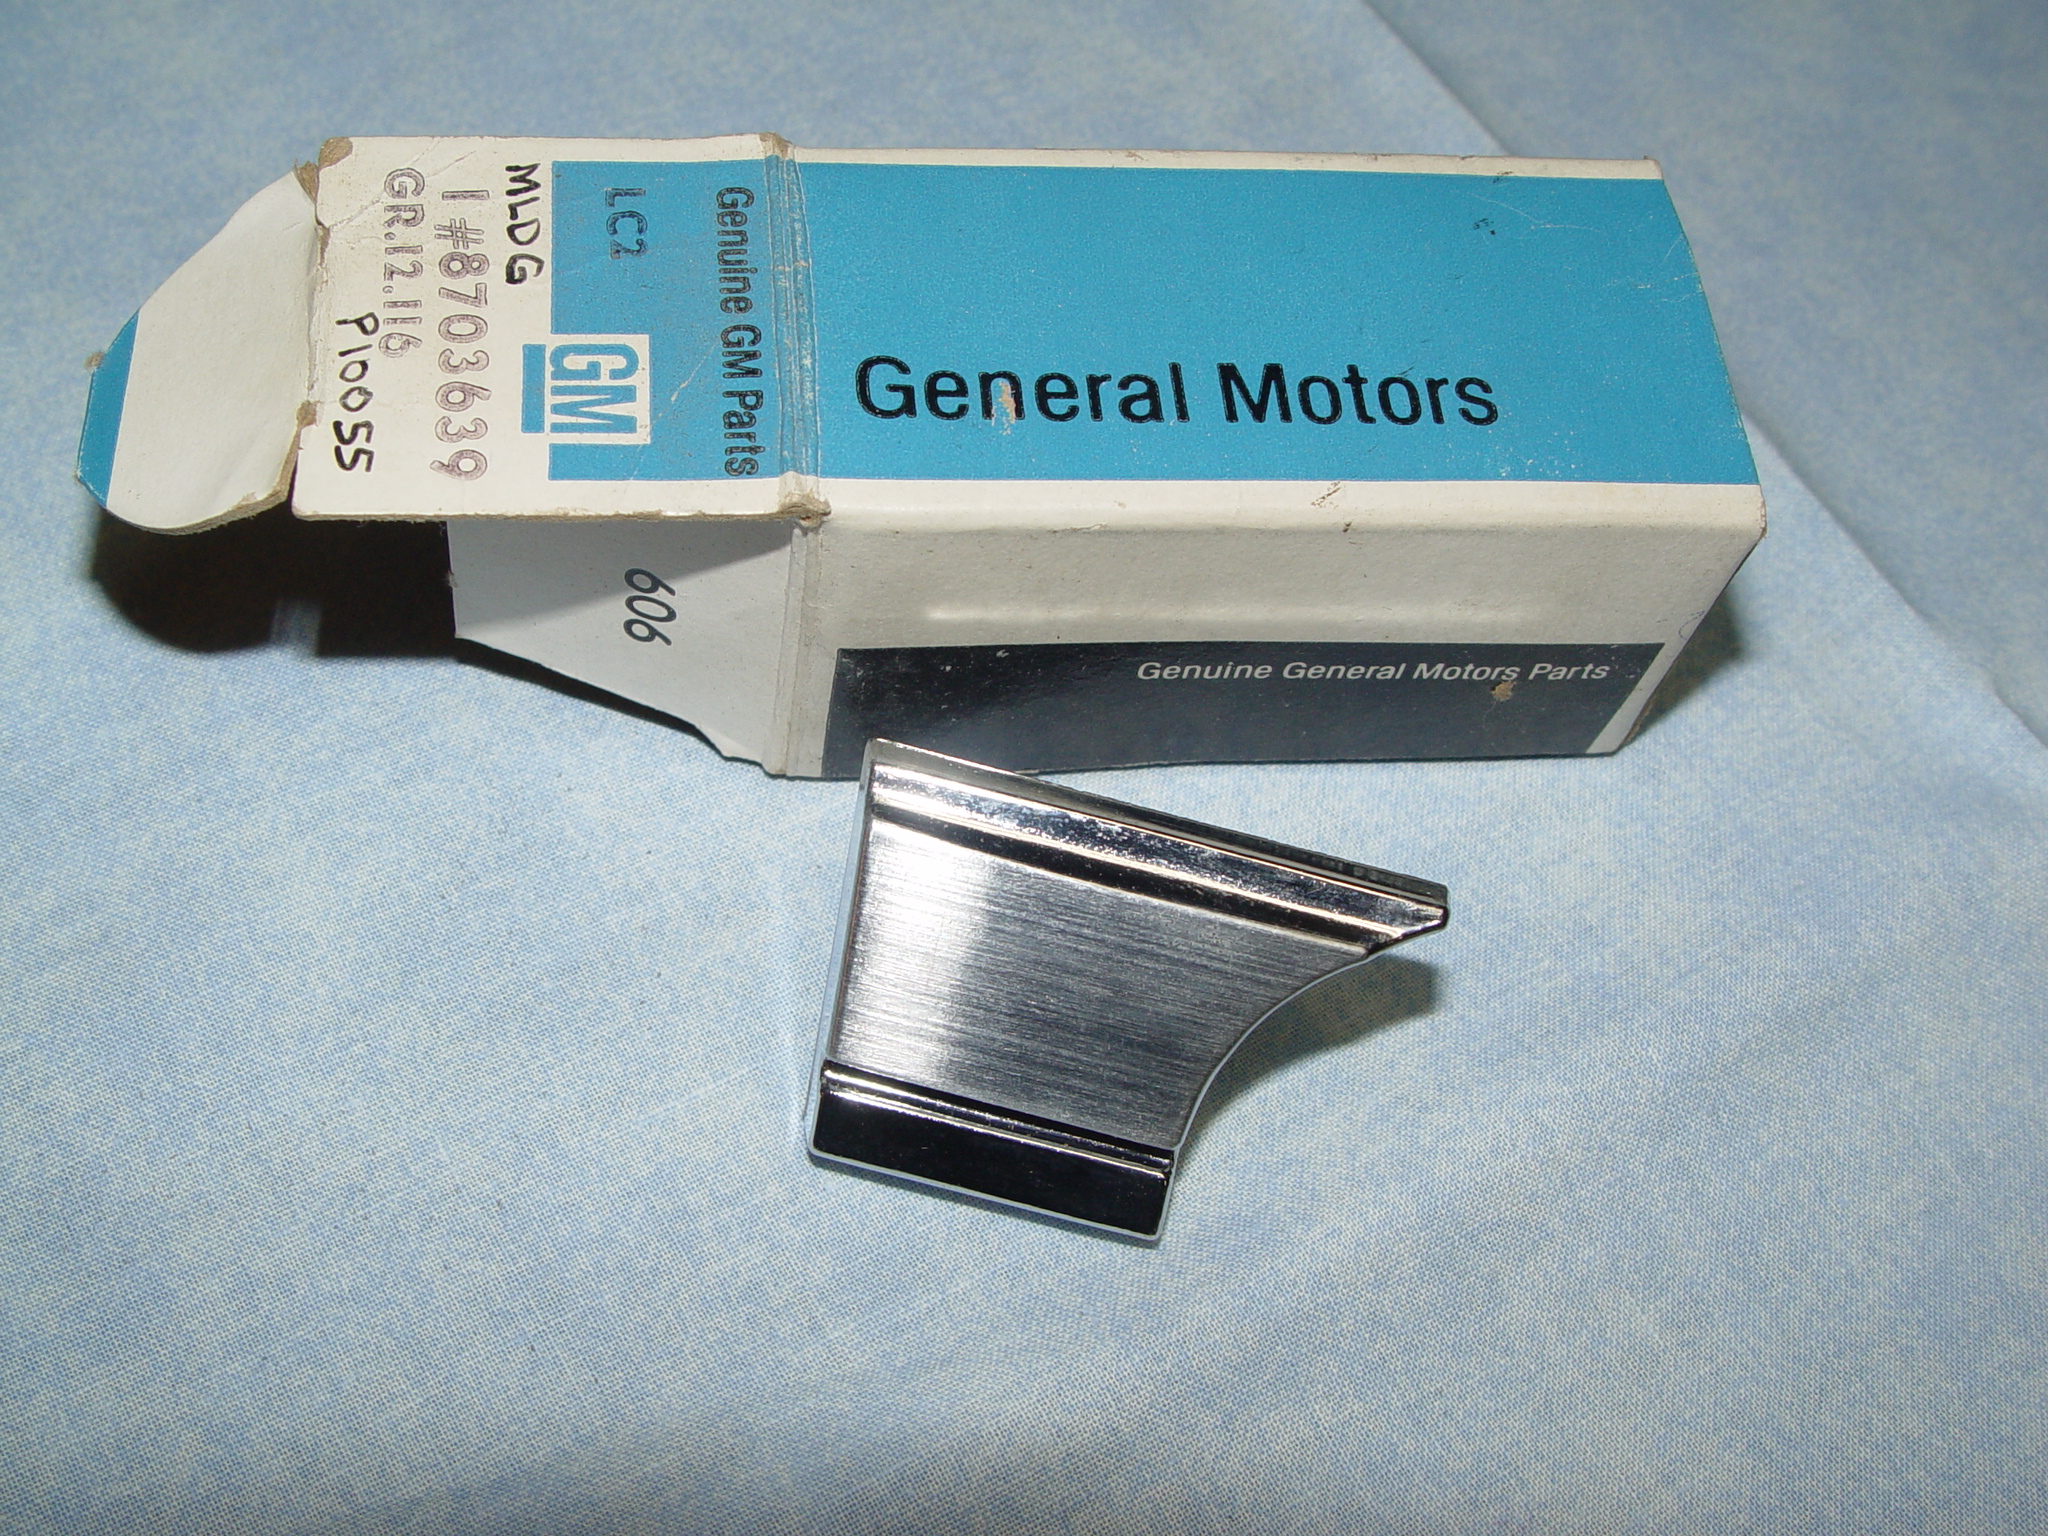 General Motors
Genuine General Motors Parts
Genuine GM Parts
LC2
GM
MLDG
1 #8703639
GR.12.116
P10055
606